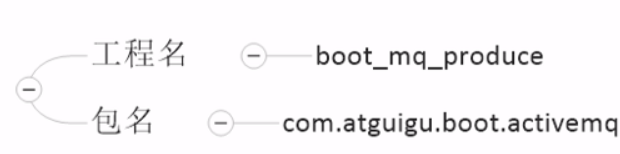 工程名 boot_mq_produce
包名 com.atguigu.boot.activemq